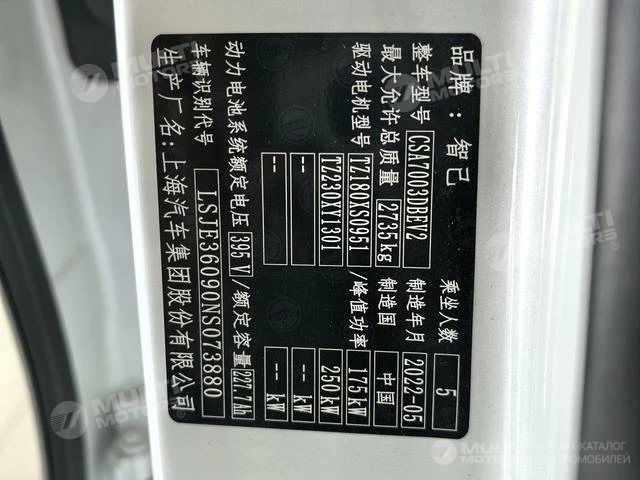 品牌：智己
整车型号 CSA7003DBEV2
乘坐人数 5
最大允许总质量 2735kg
制造年月 2022-05
制造国 中国
驱动电机型号 TZ180XS0951 /峰值功率 175kW
TZ230XY1301 250kW
-- -- kW
-- -- kW
动力电池系统额定电压 395 V/额定容量 227.7Ah
车辆识别代号 LSJE36090NS073880
生产厂名：上海汽车集团股份有限公司
MULTI MOTORS